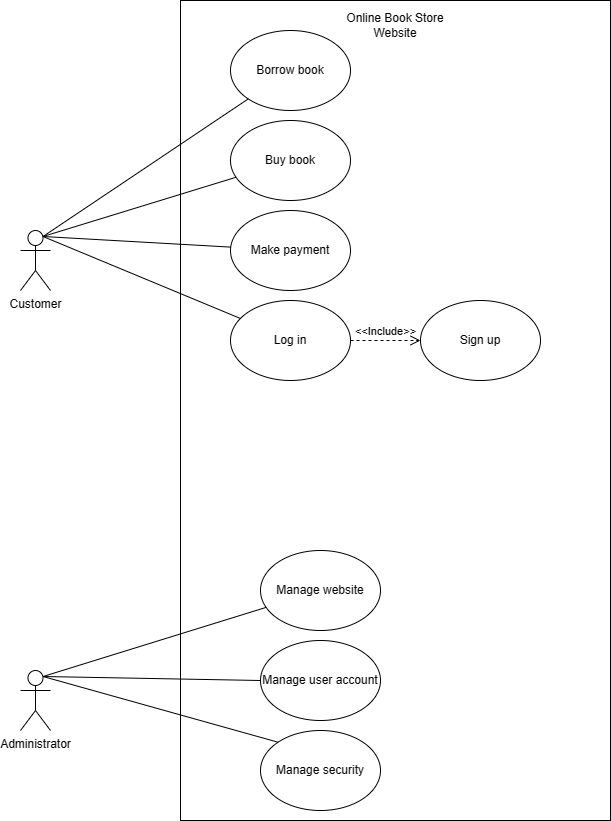 Online Book Store
Website
Borrow book
Buy book
Make payment
Customer
Log in
<<Include>>
Sign up
Manage website
Manage user account
Administrator
Manage security